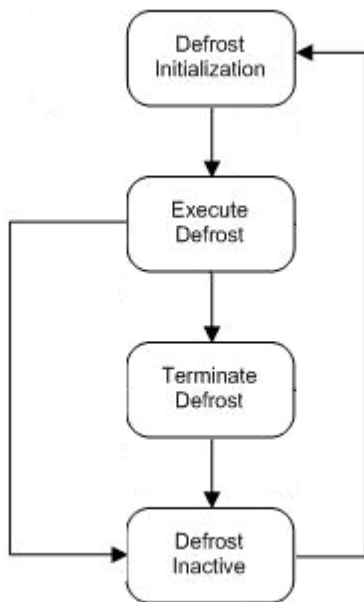 Defrost
Initialization
Execute
Defrost
Terminate
Defrost
Defrost
Inactive